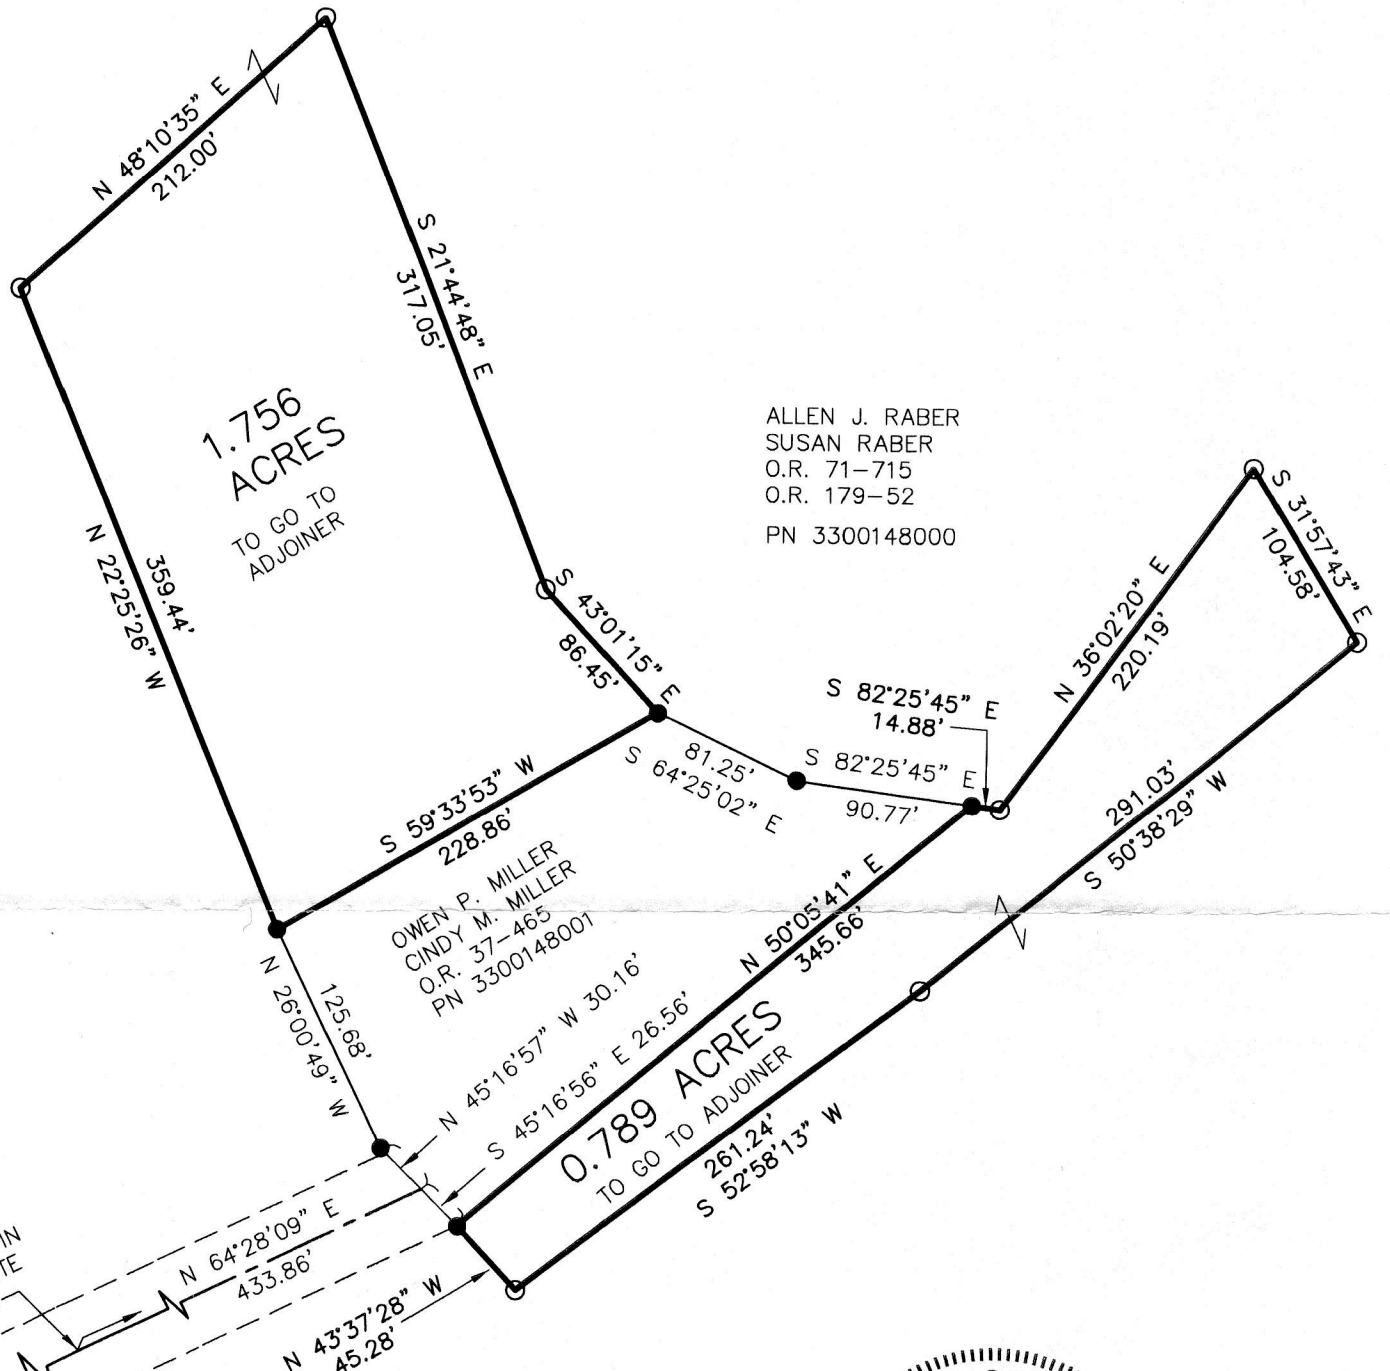 N 48°10'35" E
212.00'
S 21°44'48" E
317.05'
1.756
ACRES
TO GO TO
ADJOINER
N 22°25'26" W
359.44'
ALLEN J. RABER
SUSAN RABER
O.R. 71-715
O.R. 179-52
PN 3300148000
S 31°57'43" E
104.58'
S 43°01'15" E
86.45'
N 36°02'20" E
220.19'
S 82°25'45" E
14.88'
81.25'
S 64°25'02" E
S 82°25'45" E
90.77'
S 59°33'53" W
228.86'
291.03'
S 50°38'29" W
OWEN P. MILLER
CINDY M. MILLER
O.R. 37-465
PN 3300148001
N 50°05'41" E
345.66'
125.68'
N 26°00'49" W
N 45°16'57" W 30.16'
S 45°16'56" E 26.56'
0.789 ACRES
TO GO TO ADJOINER
261.24'
S 52°58'13" W
IN
TE
N 64°28'09" E
433.86'
N 43°37'28" W
45.28'